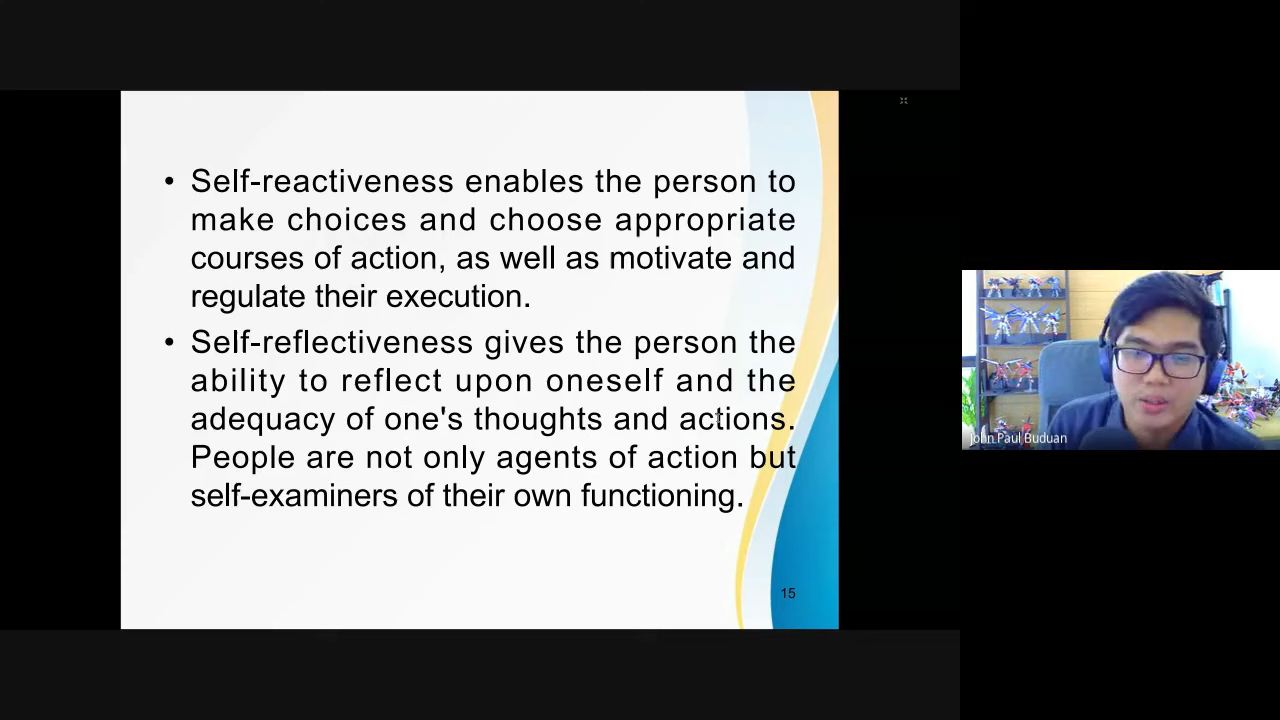 • Self-reactiveness enables the person to
make choices and choose appropriate
courses of action, as well as motivate and
regulate their execution.
• Self-reflectiveness gives the person the
ability to reflect upon oneself and the
adequacy of one's thoughts and actions.
People are not only agents of action but
self-examiners of their own functioning.
15
John Paul Buduan